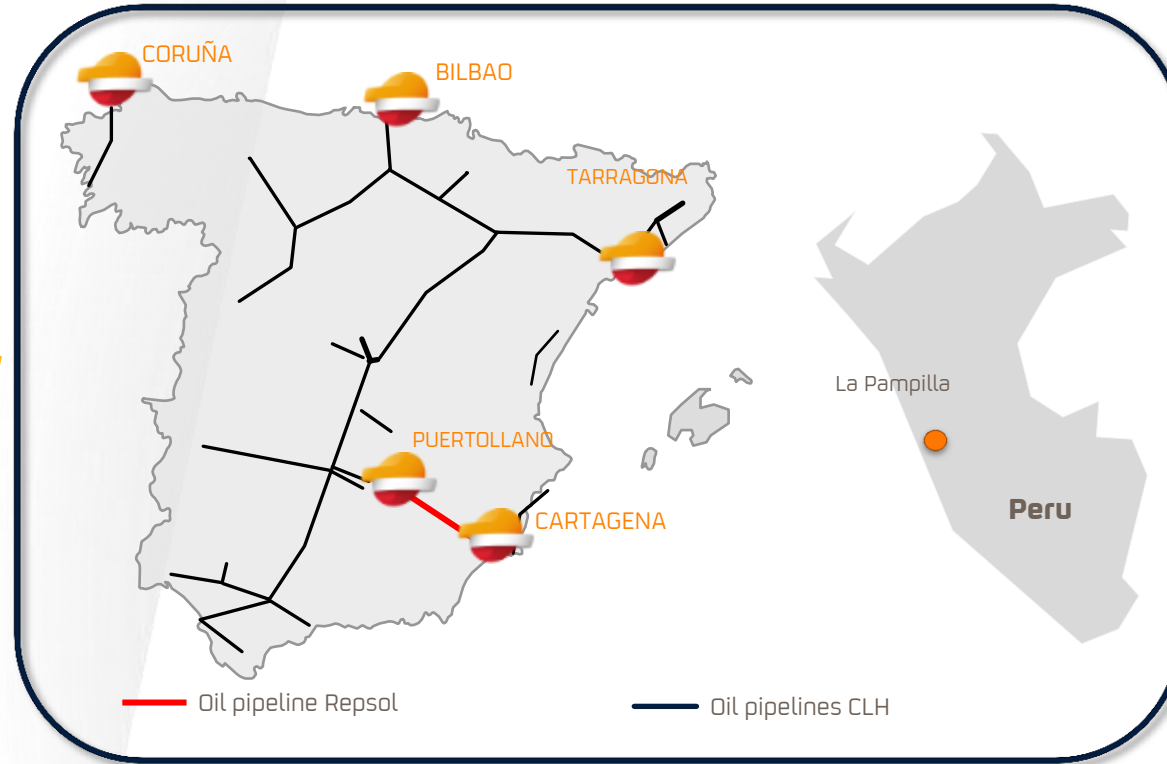 CORUÑA
BILBAO
TARRAGONA
La Pampilla
PUERTOLLANO
Peru
CARTAGENA
Oil pipeline Repsol
Oil pipelines CLH